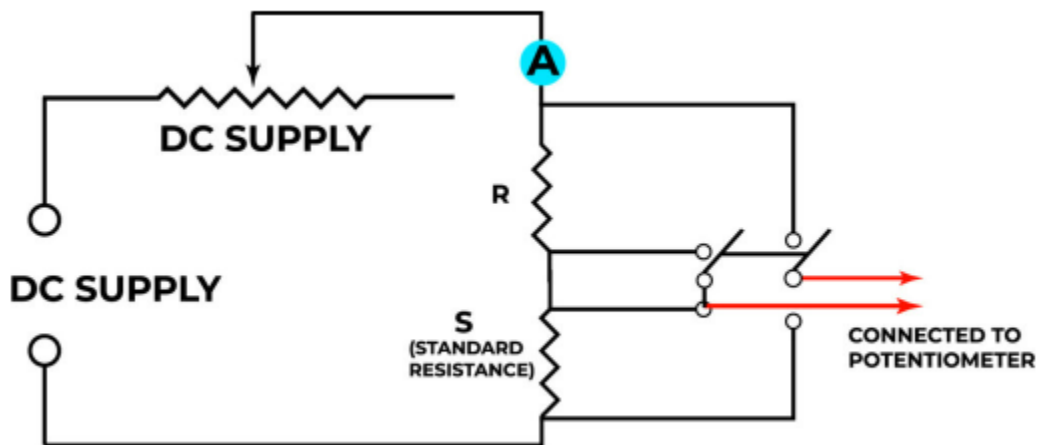 A
DC SUPPLY
R
DC SUPPLY
S
(STANDARD
RESISTANCE)
CONNECTED TO
POTENTIOMETER